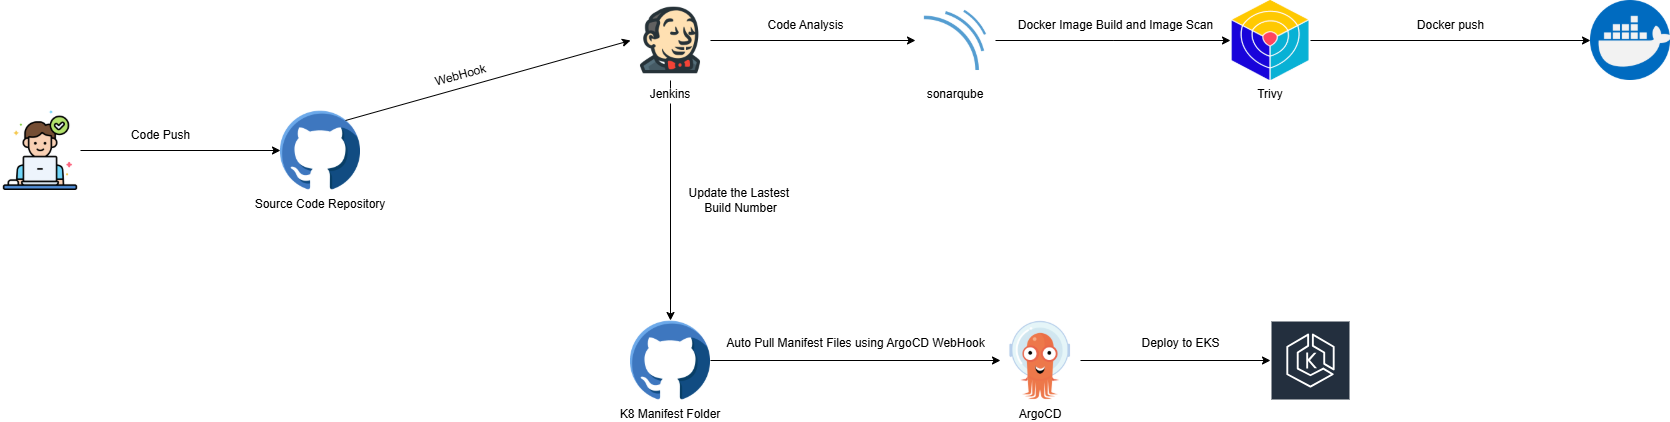 Code Analysis
Docker Image Build and Image Scan
Docker push
WebHook
Jenkins
sonarqube
Trivy
Code Push
Source Code Repository
Update the Lastest
Build Number
Auto Pull Manifest Files using ArgoCD WebHook
Deploy to EKS
K
K8 Manifest Folder
ArgoCD